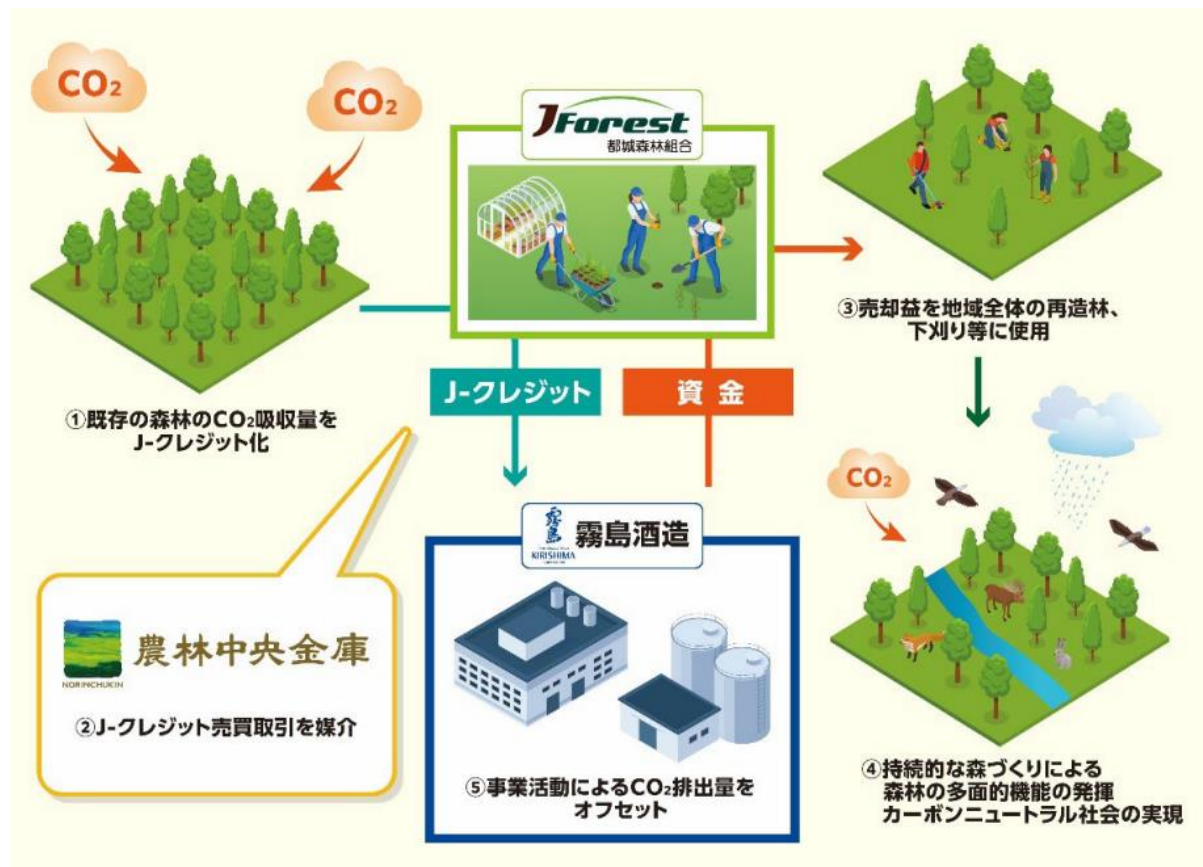 CO₂
CO₂
JForest
都城森林組合
①既存の森林のCO₂吸収量を
J-クレジット化
③売却益を地域全体の再造林、
下刈り等に使用
J-クレジット
資金
NORINCHUKIN
農林中央金庫
②J-クレジット売買取引を媒介
霧島
KIRISHIMA
霧島酒造
⑤事業活動によるCO₂排出量を
オフセット
CO₂
④持続的な森づくりによる
森林の多面的機能の発揮
カーボンニュートラル社会の実現